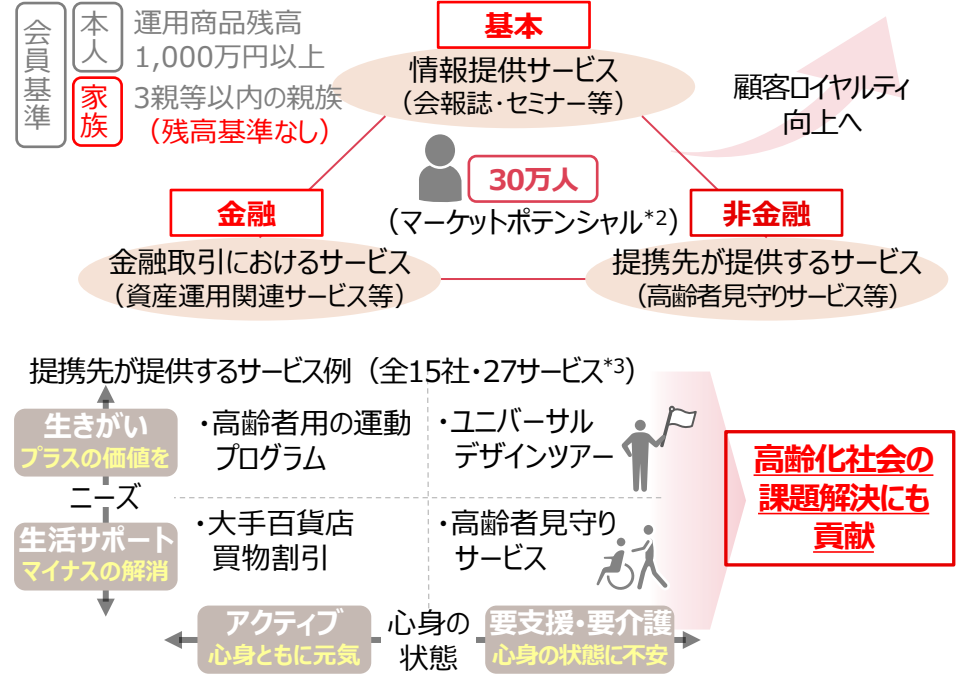 会員基準
本人
運用商品残高
1,000万円以上
家族
3親等以内の親族
（残高基準なし）
基本
情報提供サービス
（会報誌・セミナー等）
顧客ロイヤルティ
向上へ
30万人
（マーケットポテンシャル*2）
金融
金融取引におけるサービス
（資産運用関連サービス等）
非金融
提携先が提供するサービス
（高齢者見守りサービス等）
提携先が提供するサービス例（全15社・27サービス*3）
生きがい
プラスの価値を
ニーズ
生活サポート
マイナスの解消
・高齢者用の運動
プログラム
・ユニバーサル
デザインツアー
・大手百貨店
買物割引
・高齢者見守り
サービス
アクティブ
心身ともに元気
心身の
状態
要支援・要介護
心身の状態に不安
高齢化社会の
課題解決にも
貢献